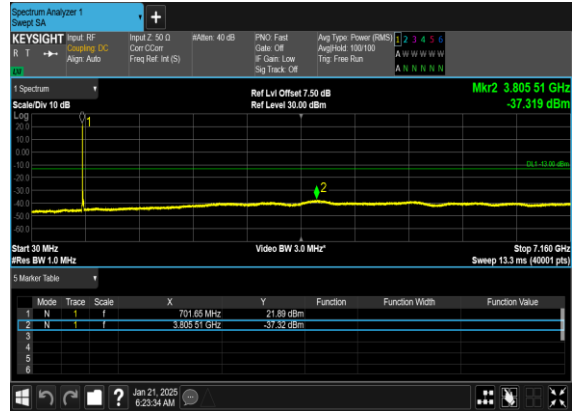 Spectrum Analyzer 1
Swept SA
+
KEYSIGHT Input: RF Input Z: 50 Ω #Atten: 40 dB PNO: Fast Avg Type: Power (RMS) 1 2 3 4 5 6
R T Coupling: DC Corr CCorr Gate: Off Avg|Hold: 100/100 A W W W W W
Align: Auto Freq Ref: Int (S) IF Gain: Low Trig: Free Run A N N N N N
Sig Track: Off
1 Spectrum Ref Lvl Offset 7.50 dB Mkr2 3.805 51 GHz
Scale/Div 10 dB Ref Level 30.00 dBm -37.319 dBm
Log
1
20.0
10.0
0.00
-10.0
DL1 -13.00 dBm
-20.0
-30.0
2
-40.0
-50.0
-60.0
Start 30 MHz Video BW 3.0 MHz* Stop 7.160 GHz
#Res BW 1.0 MHz Sweep 13.3 ms (40001 pts)
5 Marker Table
Mode Trace Scale X Y Function Function Width Function Value
1 N 1 f 701.65 MHz 21.89 dBm
2 N 1 f 3.805 51 GHz -37.32 dBm
3
4
5
6
? Jan 21, 2025
6:23:34 AM